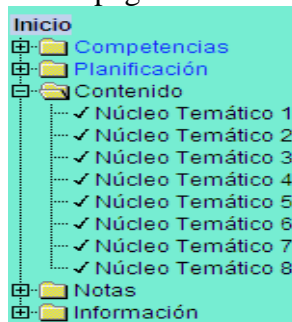 Inicio
Competencias
Planificación
Contenido
Núcleo Temático 1
Núcleo Temático 2
Núcleo Temático 3
Núcleo Temático 4
Núcleo Temático 5
Núcleo Temático 6
Núcleo Temático 7
Núcleo Temático 8
Notas
Información